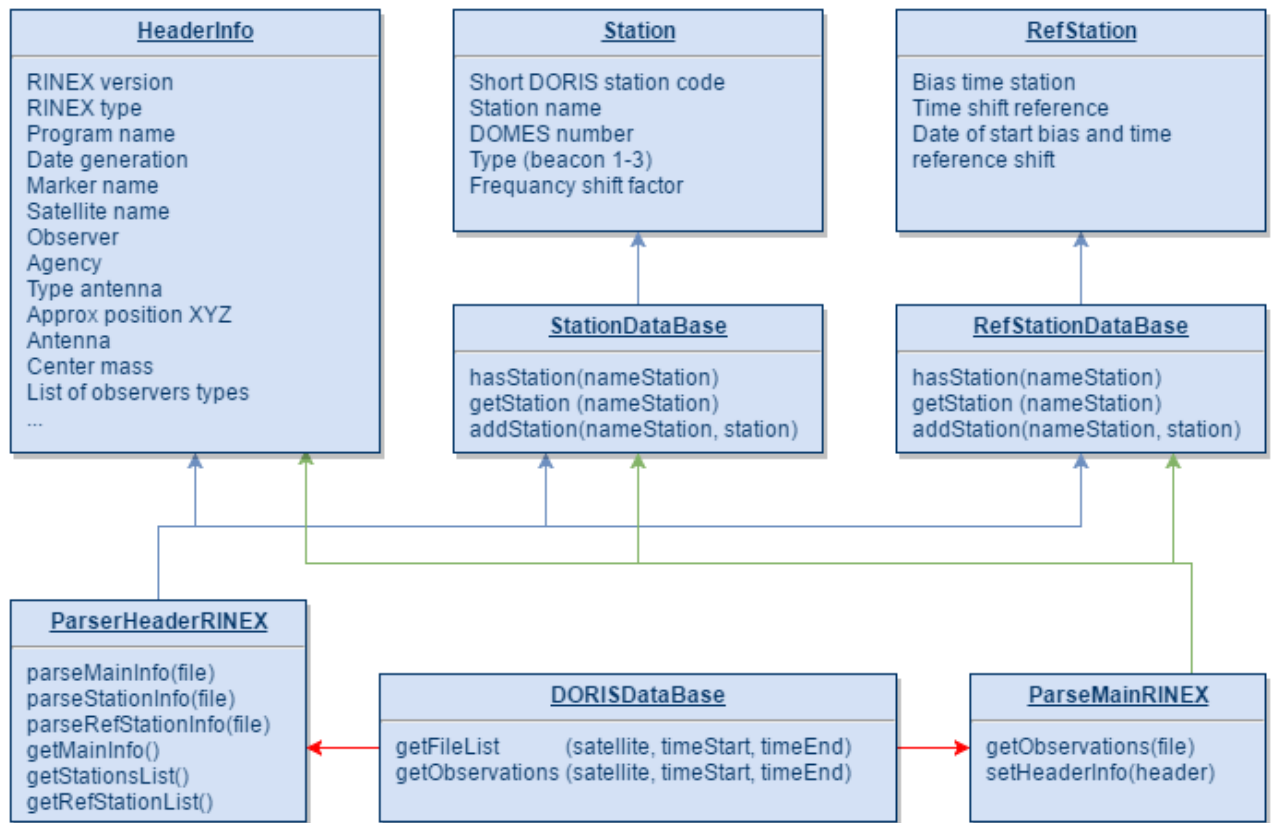 HeaderInfo
RINEX version
RINEX type
Program name
Date generation
Marker name
Satellite name
Observer
Agency
Type antenna
Approx position XYZ
Antenna
Center mass
List of observers types
...
Station
Short DORIS station code
Station name
DOMES number
Type (beacon 1-3)
Frequancy shift factor
RefStation
Bias time station
Time shift reference
Date of start bias and time
reference shift
StationDataBase
hasStation(nameStation)
getStation (nameStation)
addStation(nameStation, station)
RefStationDataBase
hasStation(nameStation)
getStation (nameStation)
addStation(nameStation, station)
ParserHeaderRINEX
parseMainInfo(file)
parseStationInfo(file)
parseRefStationInfo(file)
getMainInfo()
getStationsList()
getRefStationList()
DORISDataBase
getFileList (satellite, timeStart, timeEnd)
getObservations (satellite, timeStart, timeEnd)
ParseMainRINEX
getObservations(file)
setHeaderInfo(header)